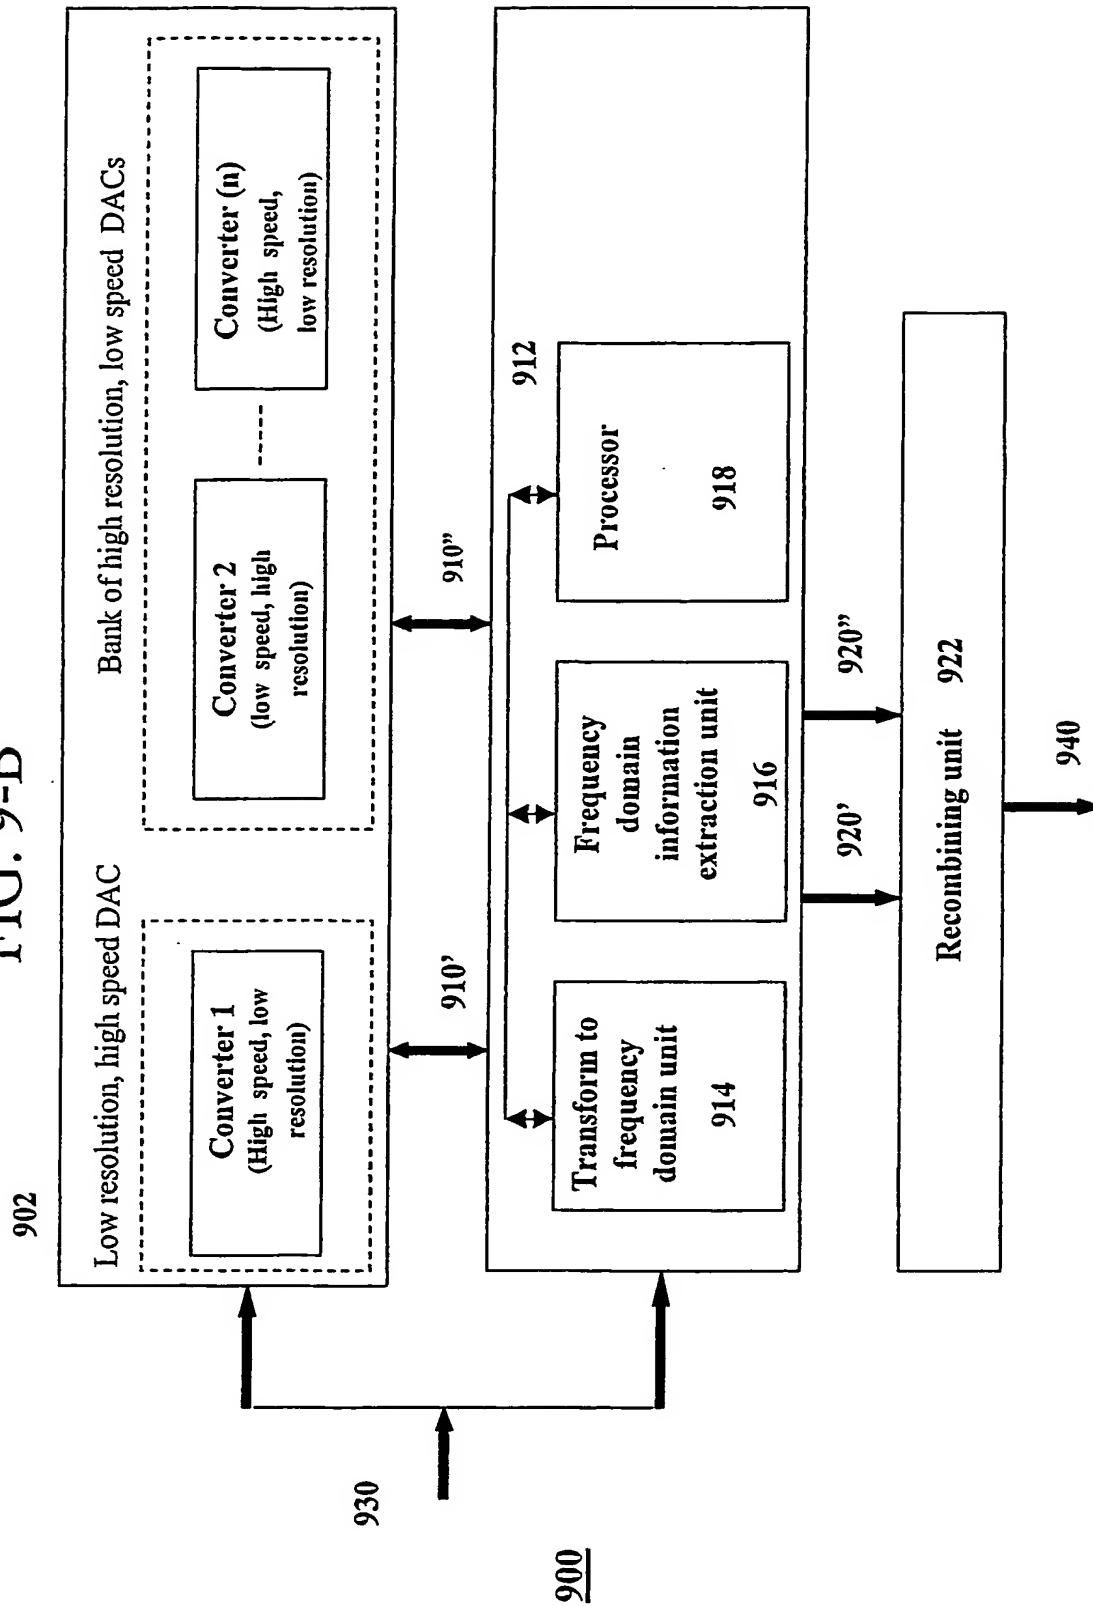 FIG. 9-B
902
Low resolution, high speed DAC
Bank of high resolution, low speed DACs
Converter 1
(High speed, low
resolution)
Converter 2
(low speed, high
resolution)
Converter (n)
(High speed,
low resolution)
910’
910”
930
912
Transform to
frequency
domain unit
914
Frequency
domain
information
extraction unit
916
Processor
918
920’
920”
Recombining unit 922
940
900